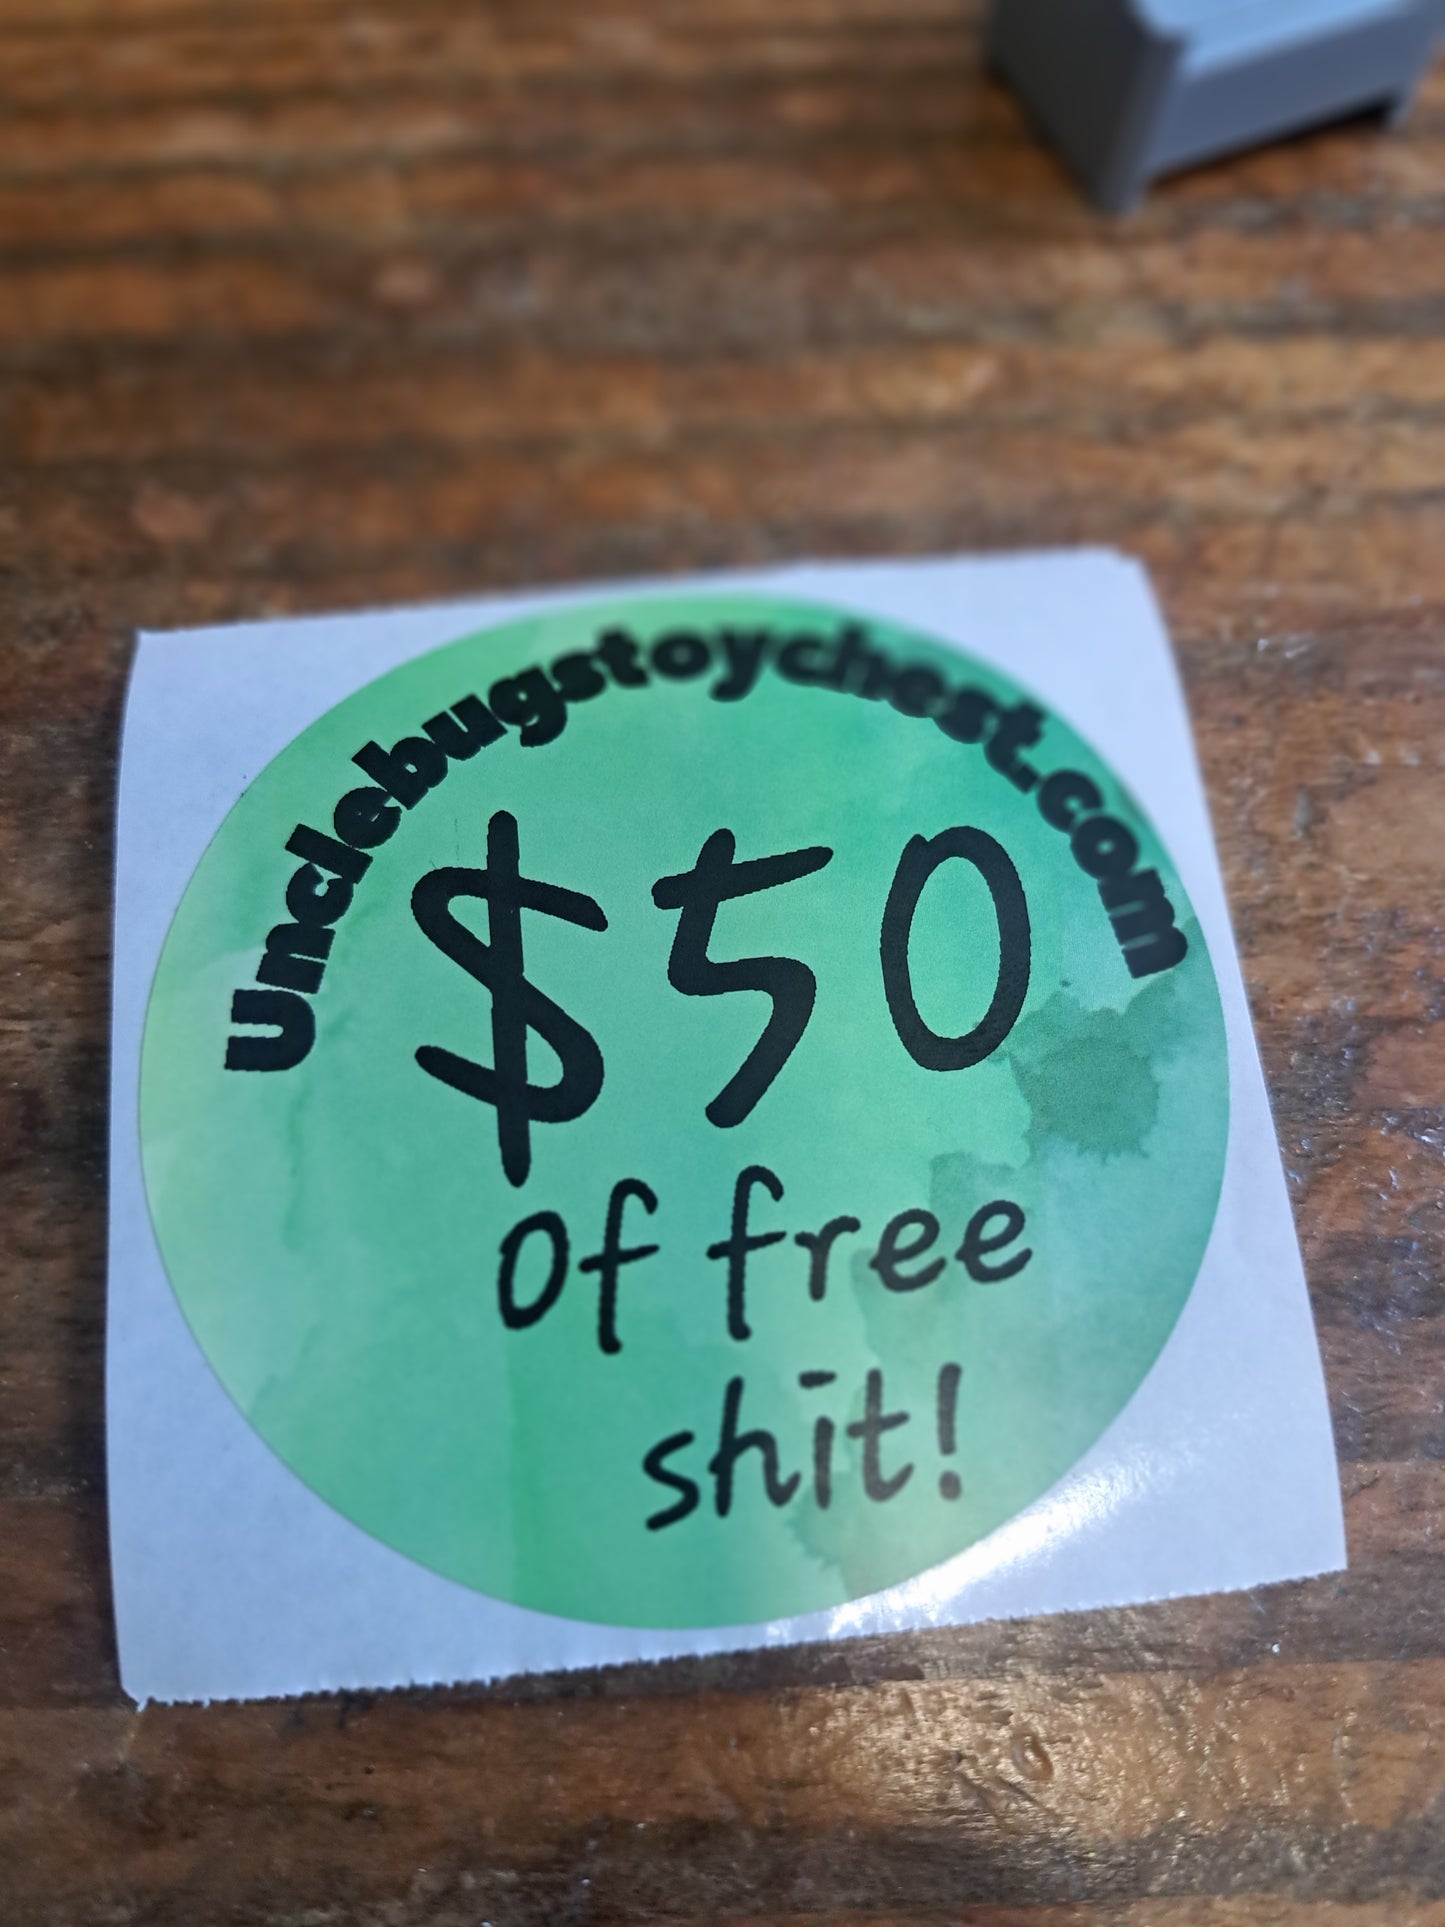 Unclebugstoychest.com
$50
Of free
shit!